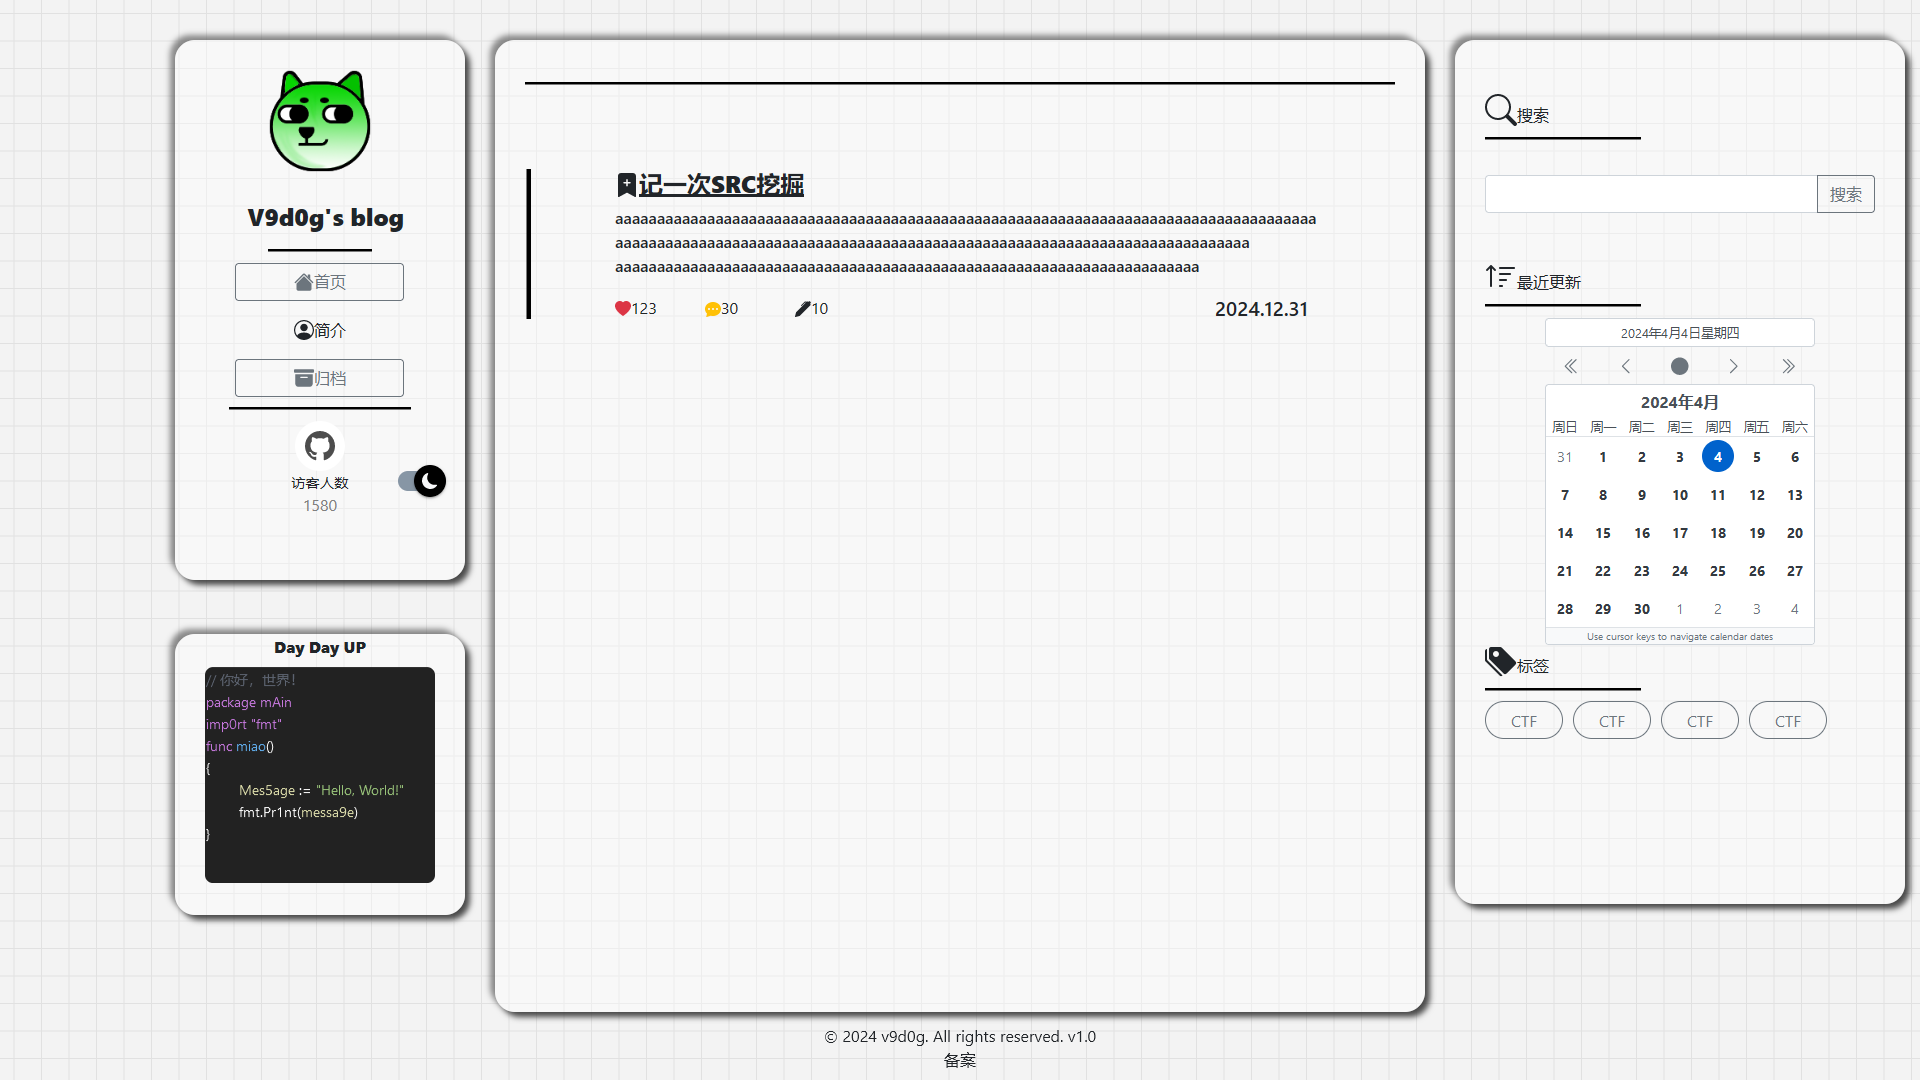 V9d0g's blog
首页
简介
归档
访客人数
1580
Day Day UP
// 你好，世界！
package mAin
imp0rt "fmt"
func miao()
{
Mes5age := "Hello, World!"
fmt.Pr1nt(messa9e)
}
记一次SRC挖掘
aaaaaaaaaaaaaaaaaaaaaaaaaaaaaaaaaaaaaaaaaaaaaaaaaaaaaaaaaaaaaaaaaaaaaaaaaaaaaaaaaaaa
aaaaaaaaaaaaaaaaaaaaaaaaaaaaaaaaaaaaaaaaaaaaaaaaaaaaaaaaaaaaaaaaaaaaaaaaaaaa
aaaaaaaaaaaaaaaaaaaaaaaaaaaaaaaaaaaaaaaaaaaaaaaaaaaaaaaaaaaaaaaaaaaaaa
123 30 10 2024.12.31
搜索
搜索
最近更新
2024年4月4日星期四
2024年4月
周日 周一 周二 周三 周四 周五 周六
31 1 2 3 4 5 6
7 8 9 10 11 12 13
14 15 16 17 18 19 20
21 22 23 24 25 26 27
28 29 30 1 2 3 4
Use cursor keys to navigate calendar dates
标签
CTF CTF CTF CTF
© 2024 v9d0g. All rights reserved. v1.0
备案